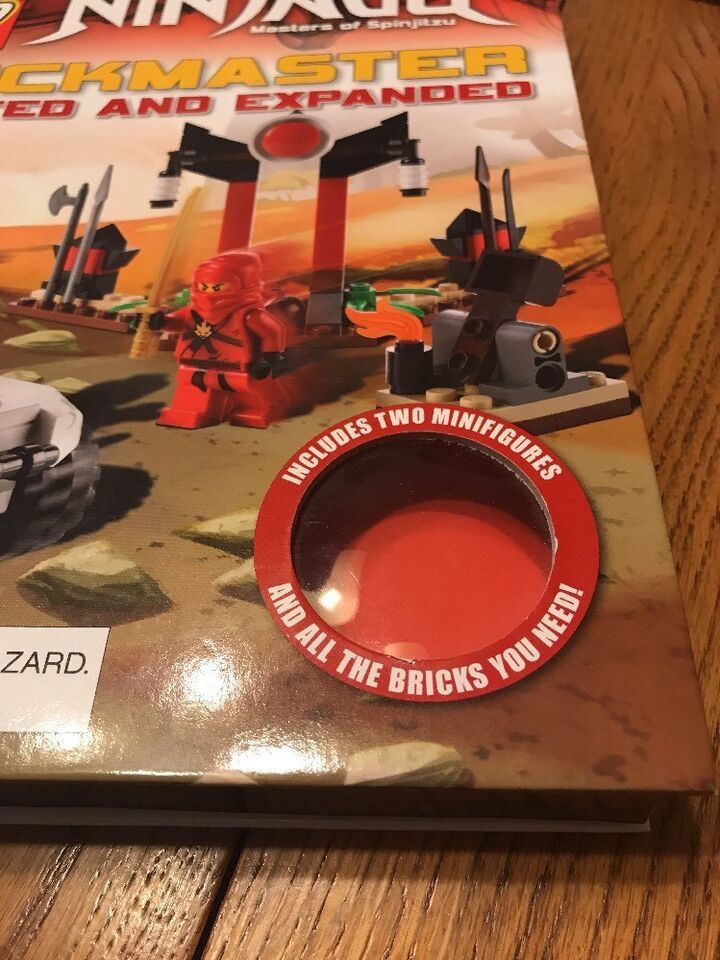 NINJAGO
Masters of Spinjitzu
CKMASTER
TED AND EXPANDED
INCLUDES TWO MINIFIGURES
AND ALL THE BRICKS YOU NEED!
ZARD.